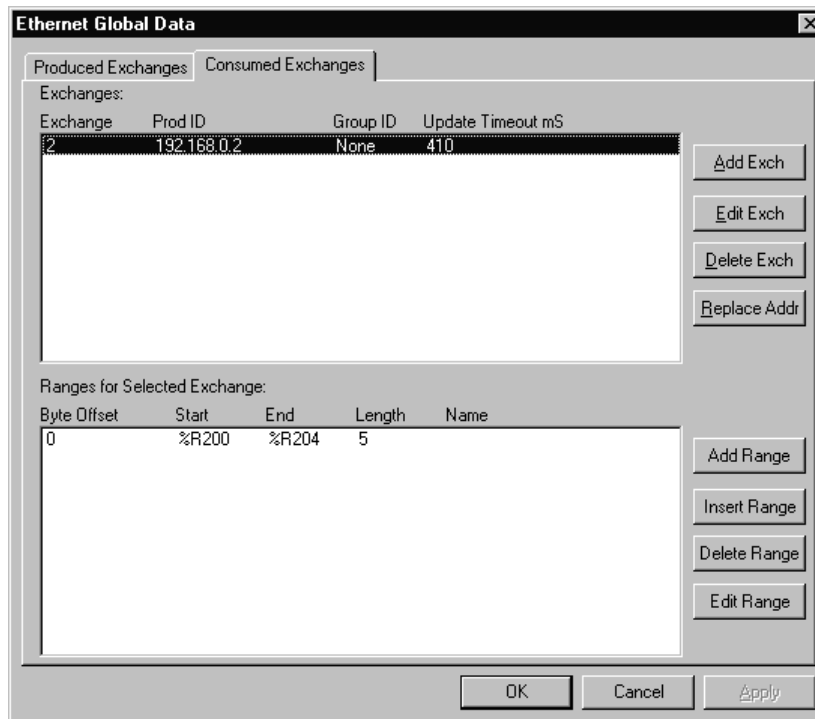 Ethernet Global Data
Produced Exchanges Consumed Exchanges
Exchanges:
Exchange Prod ID Group ID Update Timeout mS
2 192.168.0.2 None 410
Add Exch
Edit Exch
Delete Exch
Replace Addr
Ranges for Selected Exchange:
Byte Offset Start End Length Name
0 %R200 %R204 5
Add Range
Insert Range
Delete Range
Edit Range
OK Cancel Apply